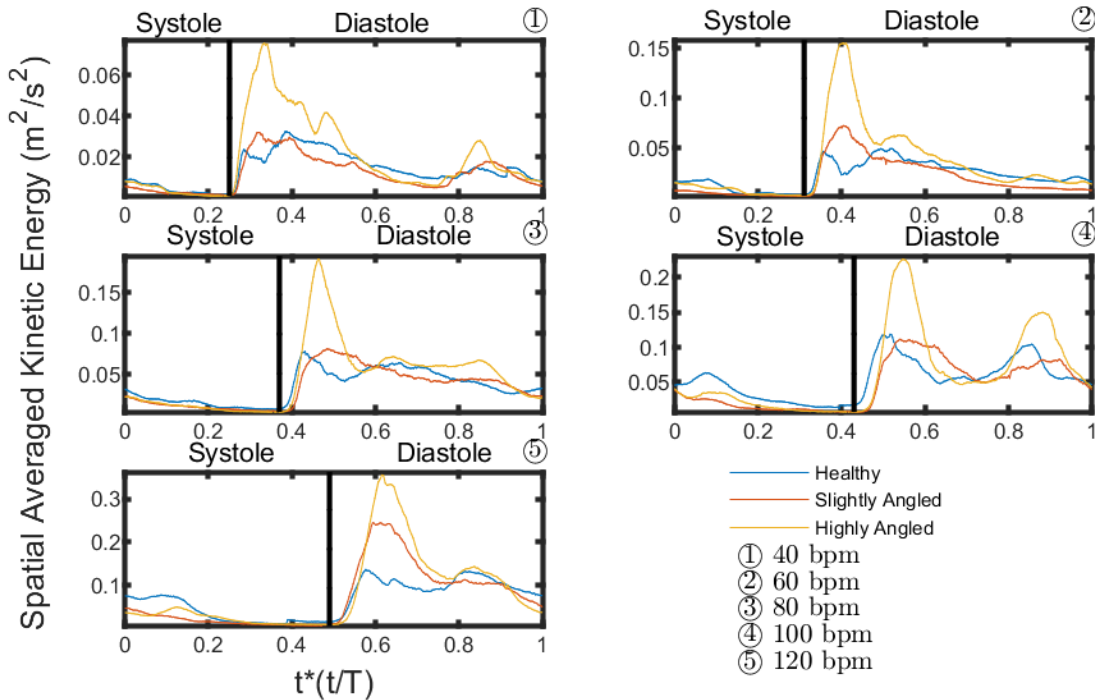 Spatial Averaged Kinetic Energy (m²/s²)
Systole Diastole ①
0.06
0.04
0.02
0 0.2 0.4 0.6 0.8 1
Systole Diastole ②
0.15
0.1
0.05
0 0.2 0.4 0.6 0.8 1
Systole Diastole ③
0.15
0.1
0.05
0 0.2 0.4 0.6 0.8 1
Systole Diastole ④
0.2
0.15
0.1
0.05
0 0.2 0.4 0.6 0.8 1
Systole Diastole ⑤
0.3
0.2
0.1
0 0.2 0.4 0.6 0.8 1
t*(t/T)
Healthy
Slightly Angled
Highly Angled
① 40 bpm
② 60 bpm
③ 80 bpm
④ 100 bpm
⑤ 120 bpm